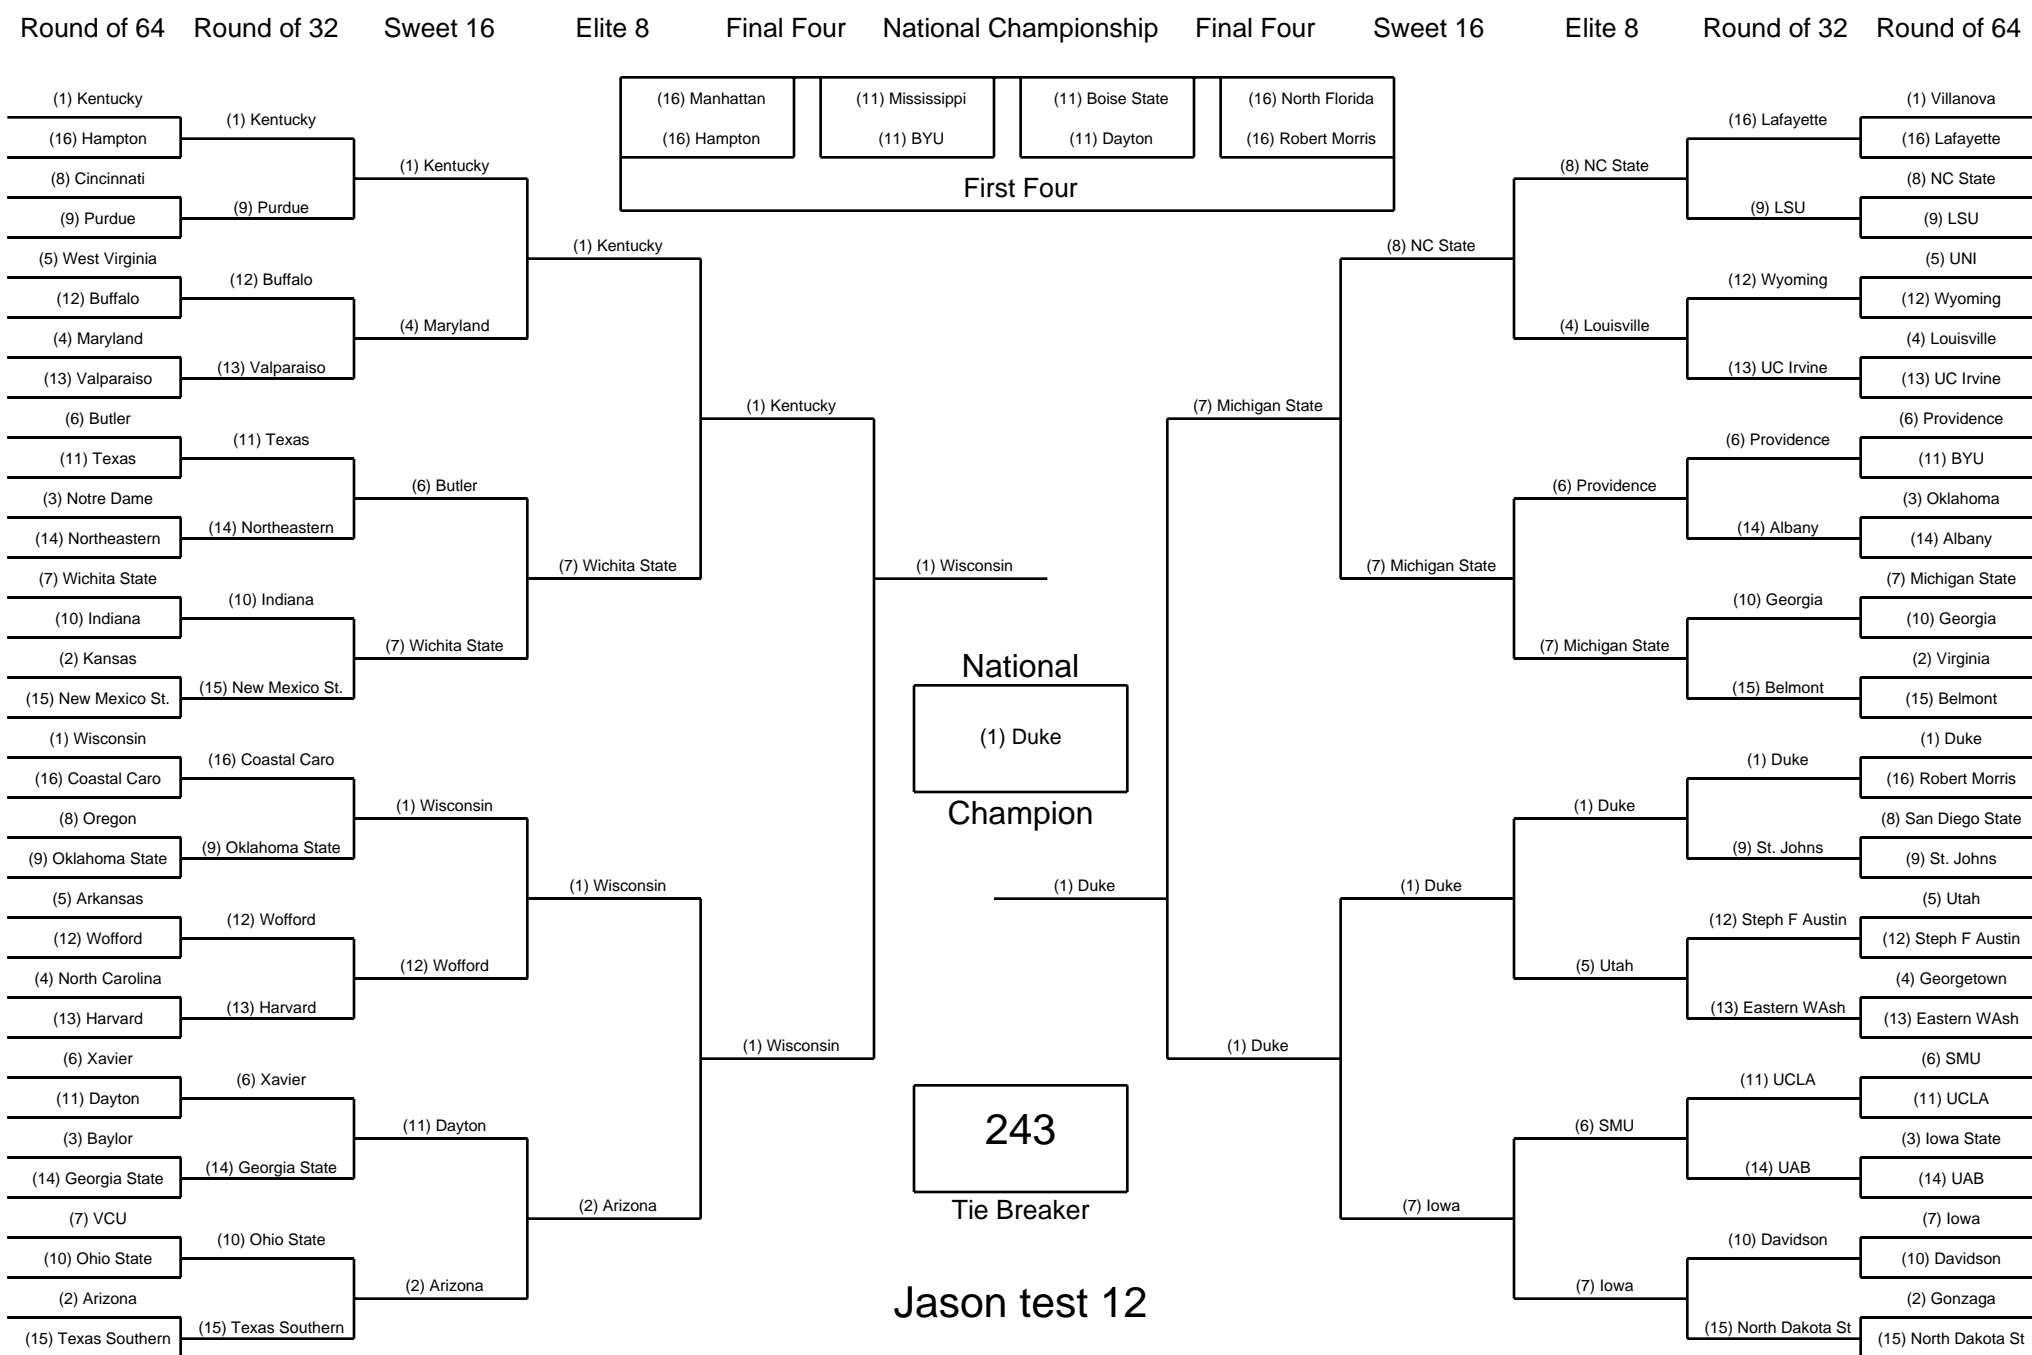 Round of 64 Round of 32 Sweet 16 Elite 8 Final Four National Championship Final Four Sweet 16 Elite 8 Round of 32 Round of 64
(16) Manhattan
(16) Hampton
(11) Mississippi
(11) BYU
(11) Boise State
(11) Dayton
(16) North Florida
(16) Robert Morris
First Four
(1) Kentucky
(16) Hampton
(8) Cincinnati
(9) Purdue
(5) West Virginia
(12) Buffalo
(4) Maryland
(13) Valparaiso
(6) Butler
(11) Texas
(3) Notre Dame
(14) Northeastern
(7) Wichita State
(10) Indiana
(2) Kansas
(15) New Mexico St.
(1) Wisconsin
(16) Coastal Caro
(8) Oregon
(9) Oklahoma State
(5) Arkansas
(12) Wofford
(4) North Carolina
(13) Harvard
(6) Xavier
(11) Dayton
(3) Baylor
(14) Georgia State
(7) VCU
(10) Ohio State
(2) Arizona
(15) Texas Southern
(1) Kentucky
(9) Purdue
(12) Buffalo
(13) Valparaiso
(11) Texas
(14) Northeastern
(10) Indiana
(15) New Mexico St.
(16) Coastal Caro
(9) Oklahoma State
(12) Wofford
(13) Harvard
(6) Xavier
(14) Georgia State
(10) Ohio State
(15) Texas Southern
(1) Kentucky
(4) Maryland
(6) Butler
(7) Wichita State
(1) Wisconsin
(12) Wofford
(11) Dayton
(2) Arizona
(1) Kentucky
(7) Wichita State
(1) Wisconsin
(2) Arizona
(1) Kentucky
(1) Wisconsin
(1) Wisconsin
National
(1) Duke
Champion
(1) Duke
243
Tie Breaker
Jason test 12
(7) Michigan State
(1) Duke
(8) NC State
(7) Michigan State
(1) Duke
(7) Iowa
(8) NC State
(4) Louisville
(6) Providence
(7) Michigan State
(1) Duke
(5) Utah
(6) SMU
(7) Iowa
(16) Lafayette
(9) LSU
(12) Wyoming
(13) UC Irvine
(6) Providence
(14) Albany
(10) Georgia
(15) Belmont
(1) Duke
(9) St. Johns
(12) Steph F Austin
(13) Eastern WAsh
(11) UCLA
(14) UAB
(10) Davidson
(15) North Dakota St
(1) Villanova
(16) Lafayette
(8) NC State
(9) LSU
(5) UNI
(12) Wyoming
(4) Louisville
(13) UC Irvine
(6) Providence
(11) BYU
(3) Oklahoma
(14) Albany
(7) Michigan State
(10) Georgia
(2) Virginia
(15) Belmont
(1) Duke
(16) Robert Morris
(8) San Diego State
(9) St. Johns
(5) Utah
(12) Steph F Austin
(4) Georgetown
(13) Eastern WAsh
(6) SMU
(11) UCLA
(3) Iowa State
(14) UAB
(7) Iowa
(10) Davidson
(2) Gonzaga
(15) North Dakota St